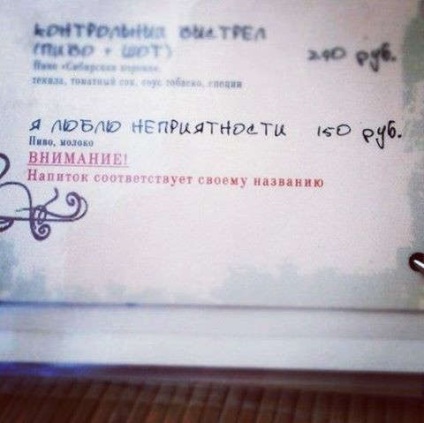 КОНТРОЛЬНЫЙ ВЫСТРЕЛ
(ПИВО + ШОТ) 240 руб.
Пиво «Сибирская корона»,
текила, томатный сок, соус табаско, специи
Я ЛЮБЛЮ НЕПРИЯТНОСТИ 150 руб.
Пиво, молоко
ВНИМАНИЕ!
Напиток соответствует своему названию